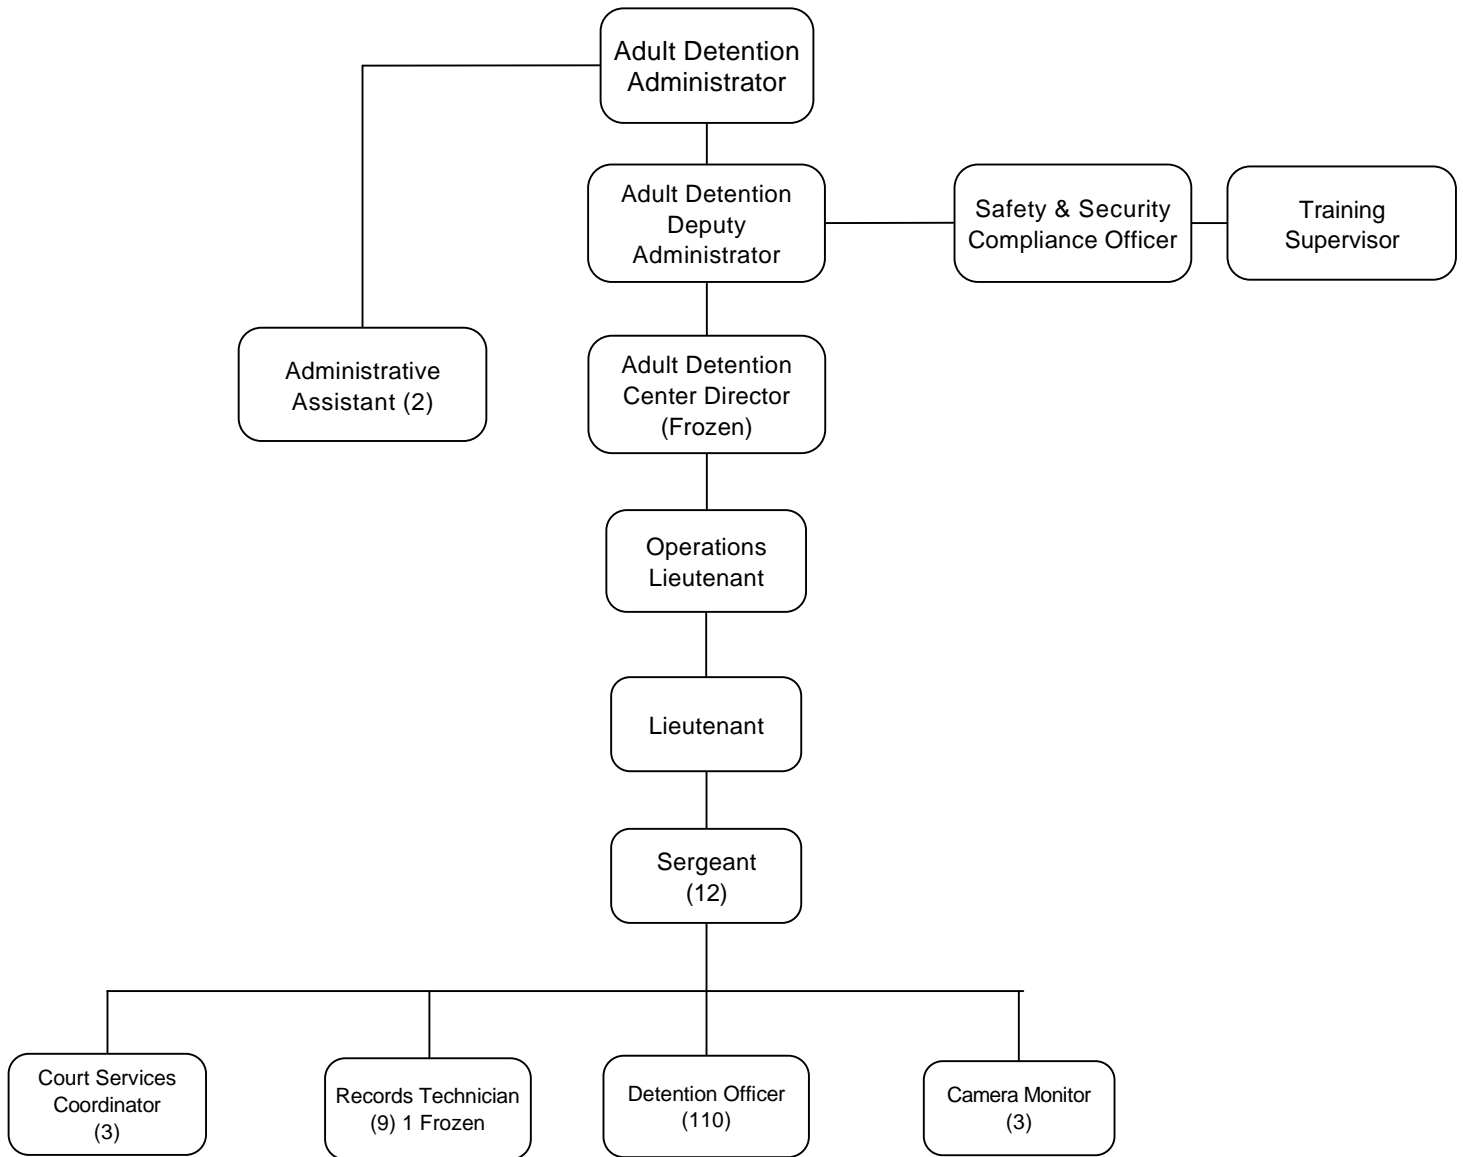 Adult Detention
Administrator
Adult Detention
Deputy
Administrator
Safety & Security
Compliance Officer
Training
Supervisor
Administrative
Assistant (2)
Adult Detention
Center Director
(Frozen)
Operations
Lieutenant
Lieutenant
Sergeant
(12)
Court Services
Coordinator
(3)
Records Technician
(9) 1 Frozen
Detention Officer
(110)
Camera Monitor
(3)